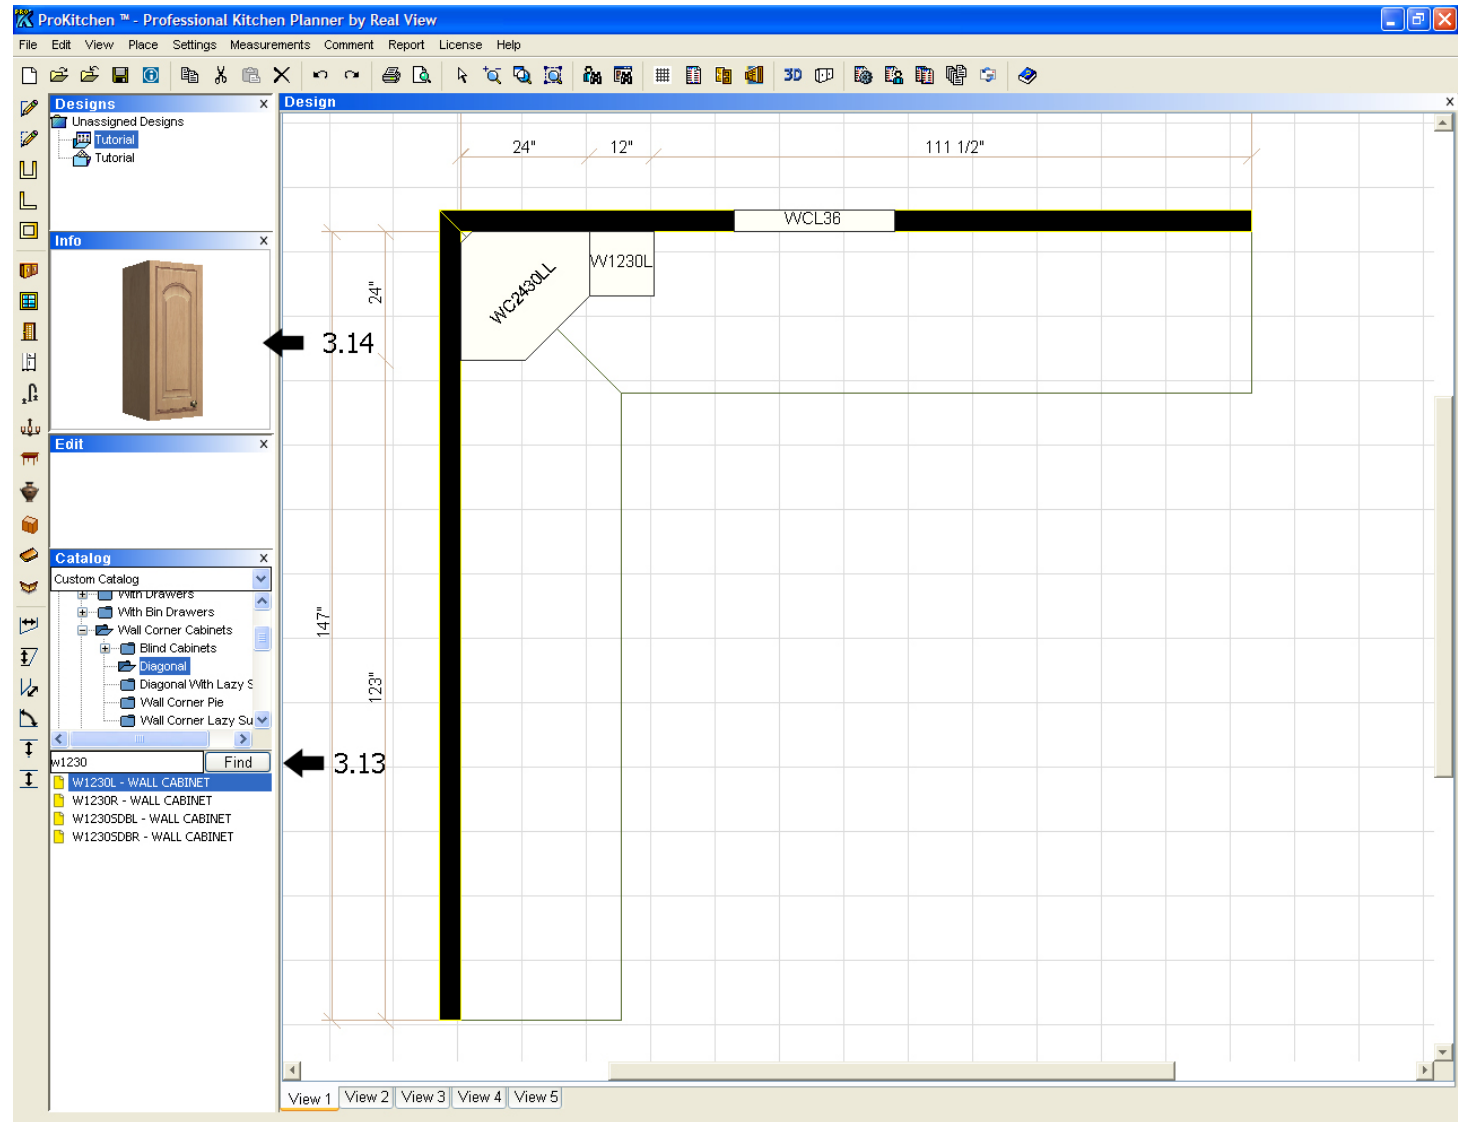 ProKitchen ™ - Professional Kitchen Planner by Real View
File Edit View Place Settings Measurements Comment Report License Help
3D
Designs x
Unassigned Designs
Tutorial
Tutorial
Info x
Edit x
Catalog x
Custom Catalog
With Drawers
With Bin Drawers
Wall Corner Cabinets
Blind Cabinets
Diagonal
Diagonal With Lazy S
Wall Corner Pie
Wall Corner Lazy Su
w1230 Find
W1230L - WALL CABINET
W1230R - WALL CABINET
W1230SDBL - WALL CABINET
W1230SDBR - WALL CABINET
Design x
24" 12" 111 1/2"
WCL36
W1230L
WC2430LL
24"
3.14
147"
123"
3.13
View 1 View 2 View 3 View 4 View 5